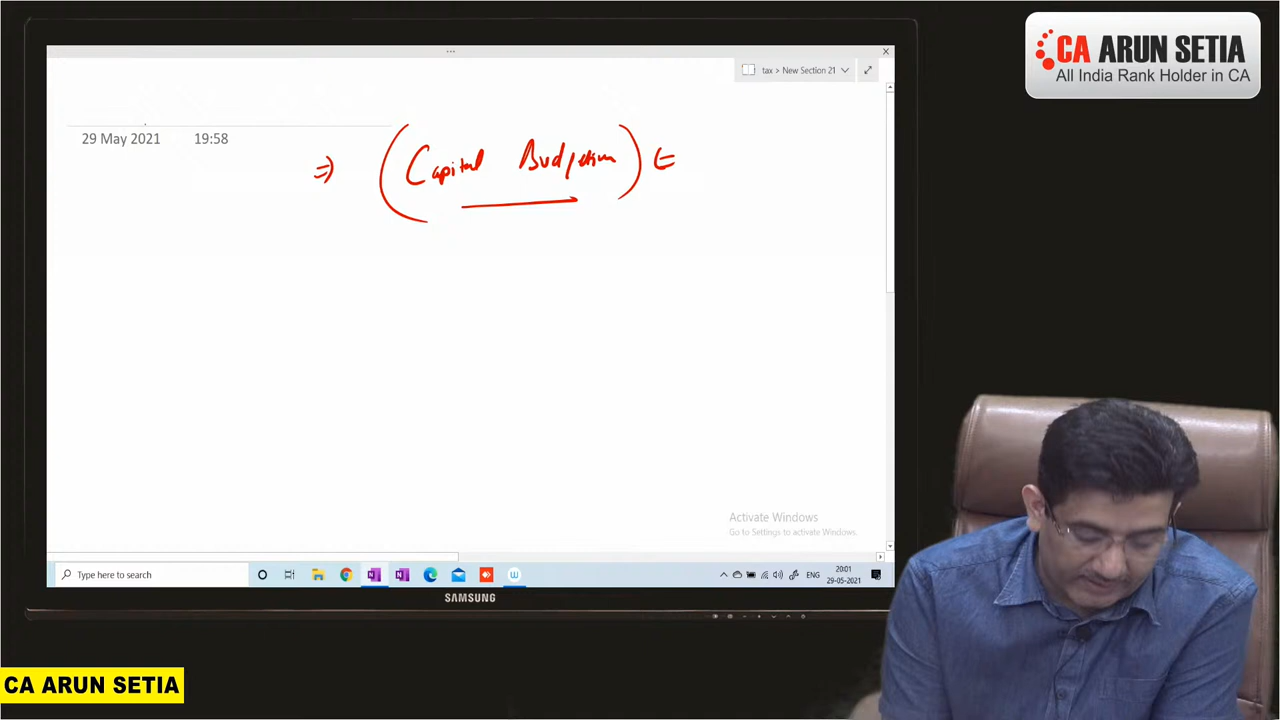 CA ARUN SETIA
All India Rank Holder in CA
tax > New Section 21
29 May 2021 19:58
⇒ (Capital Budgeting) ∈
Activate Windows
Go to Settings to activate Windows.
Type here to search
ENG
20:01
29-05-2021
SAMSUNG
CA ARUN SETIA